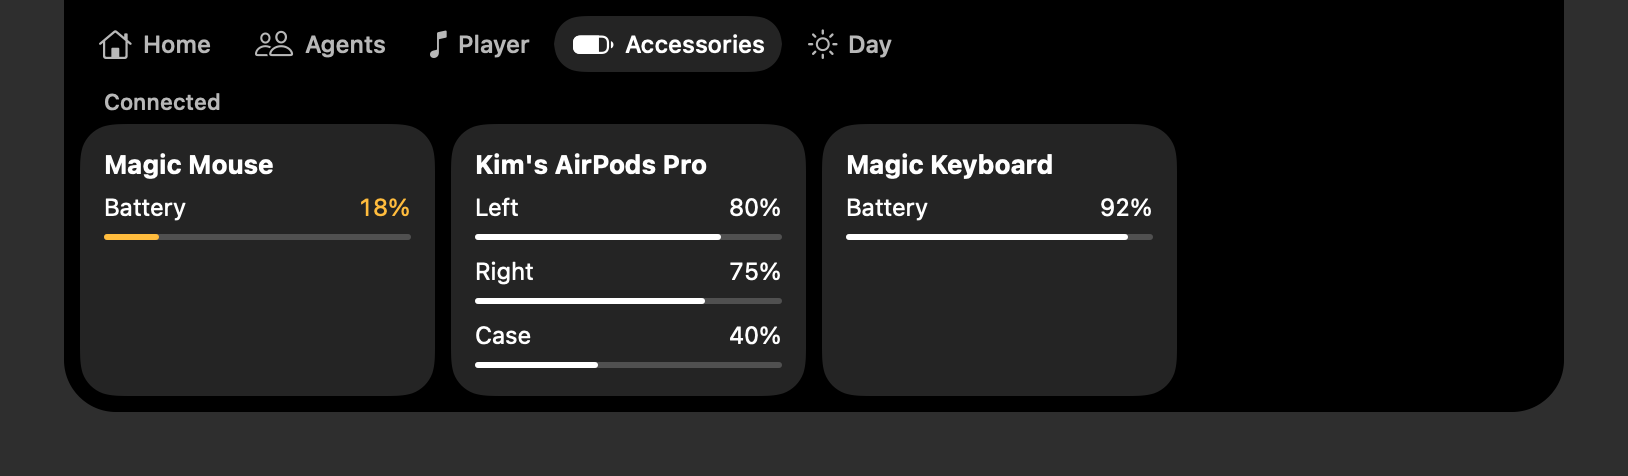 Home Agents Player Accessories Day
Connected
Magic Mouse
Battery 18%
Kim's AirPods Pro
Left 80%
Right 75%
Case 40%
Magic Keyboard
Battery 92%